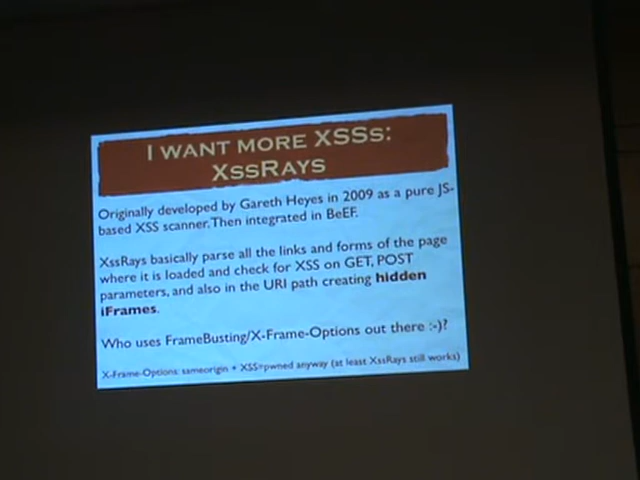 I WANT MORE XSSs:
XSSRAYS
Originally developed by Gareth Heyes in 2009 as a pure JS-
based XSS scanner. Then integrated in BeEF.
XssRays basically parse all the links and forms of the page
where it is loaded and check for XSS on GET, POST
parameters, and also in the URI path creating hidden
iFrames.
Who uses FrameBusting/X-Frame-Options out there :-)?
X-Frame-Options: sameorigin + XSS=pwned anyway (at least XssRays still works)